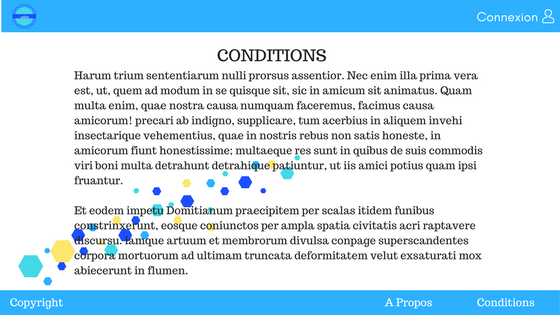 Connexion
CONDITIONS
Harum trium sententiarum nulli prorsus assentior. Nec enim illa prima vera
est, ut, quem ad modum in se quisque sit, sic in amicum sit animatus. Quam
multa enim, quae nostra causa numquam faceremus, facimus causa
amicorum! precari ab indigno, supplicare, tum acerbius in aliquem invehi
insectarique vehementius, quae in nostris rebus non satis honeste, in
amicorum fiunt honestissime; multaeque res sunt in quibus de suis commodis
viri boni multa detrahunt detrahique patiuntur, ut iis amici potius quam ipsi
fruantur.
Et eodem impetu Domitianum praecipitem per scalas itidem funibus
constrinxerunt, eosque coniunctos per ampla spatia civitatis acri raptavere
discursu. Iamque artuum et membrorum divulsa conpage superscandentes
corpora mortuorum ad ultimam truncata deformitatem velut exsaturati mox
abiecerunt in flumen.
Copyright
A Propos
Conditions